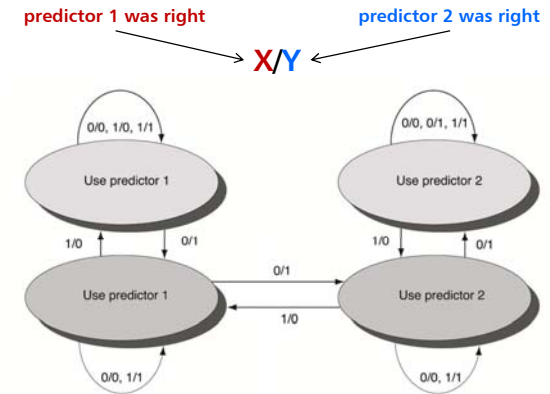 predictor 1 was right
predictor 2 was right
X/Y
0/0, 1/0, 1/1
0/0, 0/1, 1/1
Use predictor 1
Use predictor 2
1/0
0/1
1/0
0/1
0/1
Use predictor 1
Use predictor 2
1/0
0/0, 1/1
0/0, 1/1